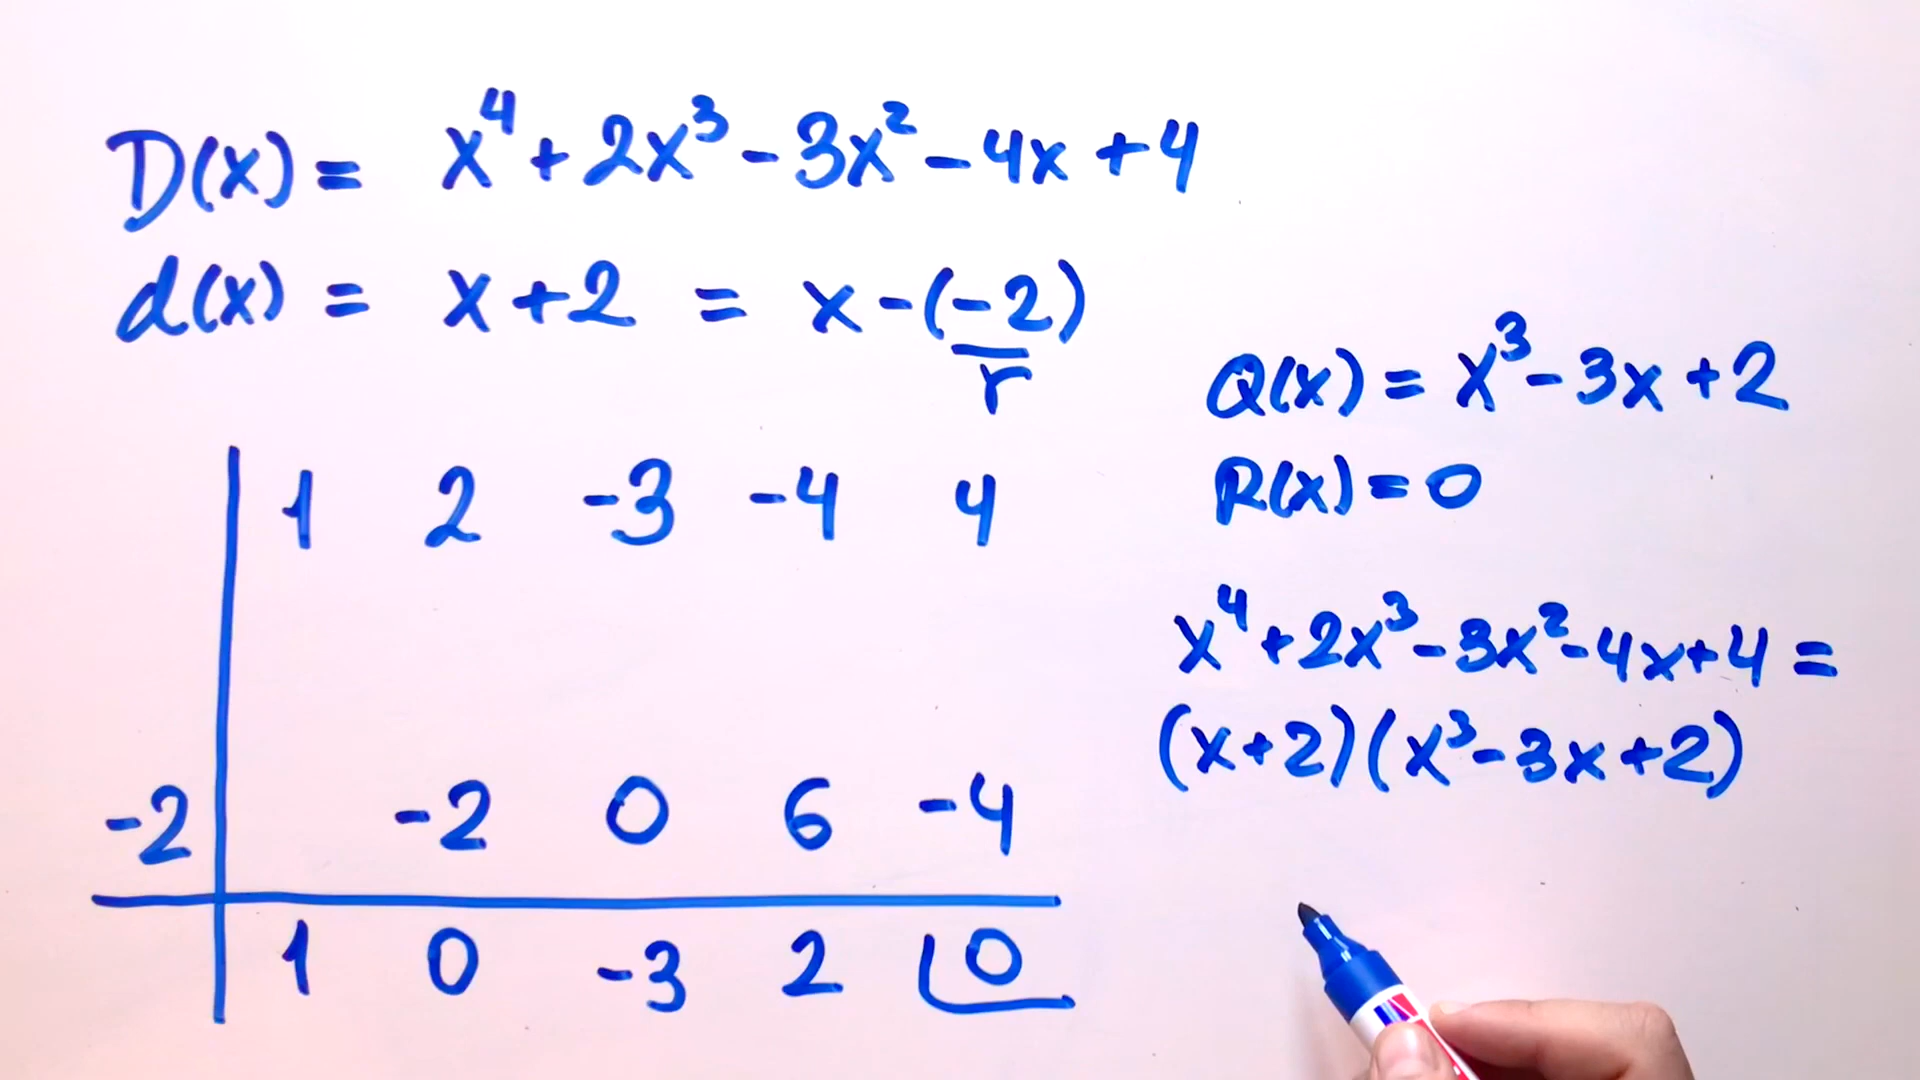 D(x) = x⁴ + 2x³ - 3x² - 4x + 4
d(x) = x + 2 = x - (-2)
r
1 2 -3 -4 4
-2 -2 0 6 -4
1 0 -3 2 0
Q(x) = x³ - 3x + 2
R(x) = 0
x⁴ + 2x³ - 3x² - 4x + 4 =
(x + 2)(x³ - 3x + 2)